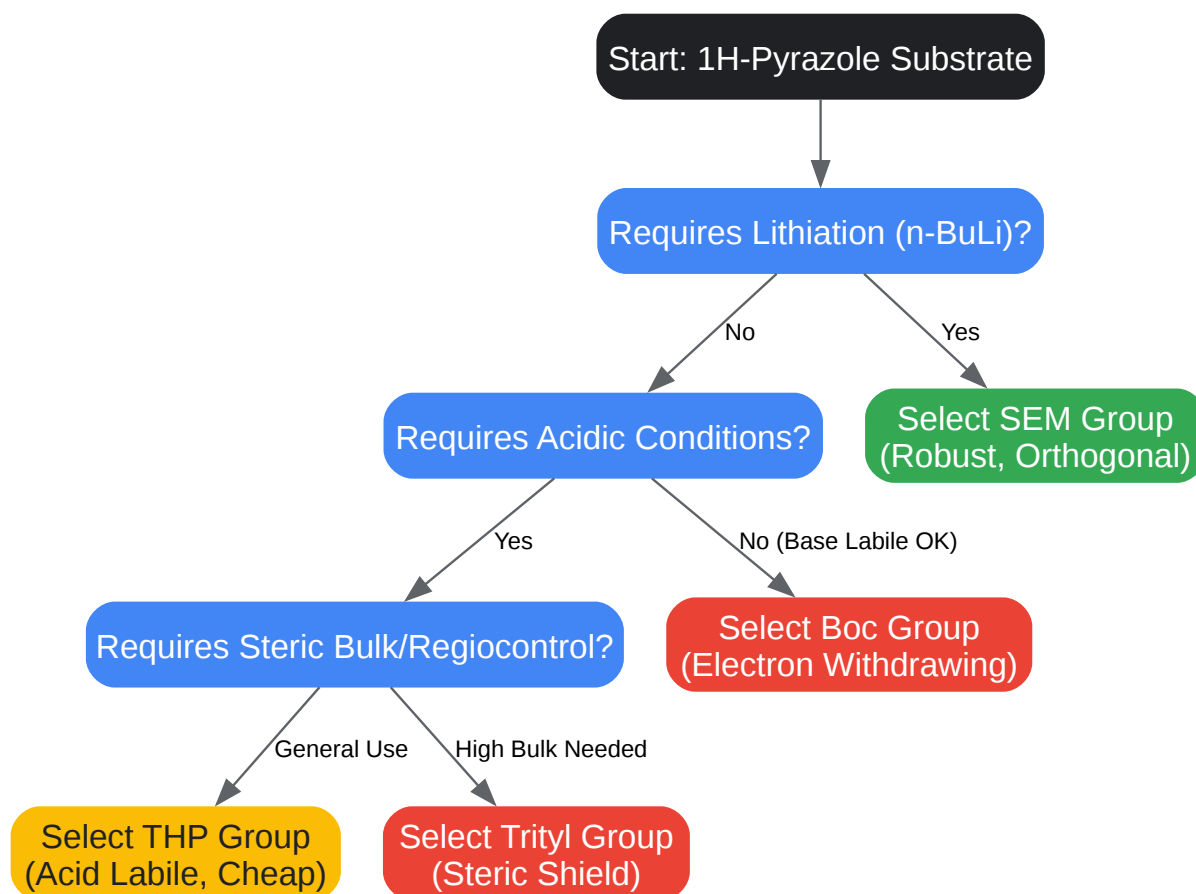 Start: 1H-Pyrazole Substrate
Requires Lithiation (n-BuLi)?
No
Yes
Requires Acidic Conditions?
Select SEM Group
(Robust, Orthogonal)
Yes
No (Base Labile OK)
Requires Steric Bulk/Regiocontrol?
Select Boc Group
(Electron Withdrawing)
General Use
High Bulk Needed
Select THP Group
(Acid Labile, Cheap)
Select Trityl Group
(Steric Shield)